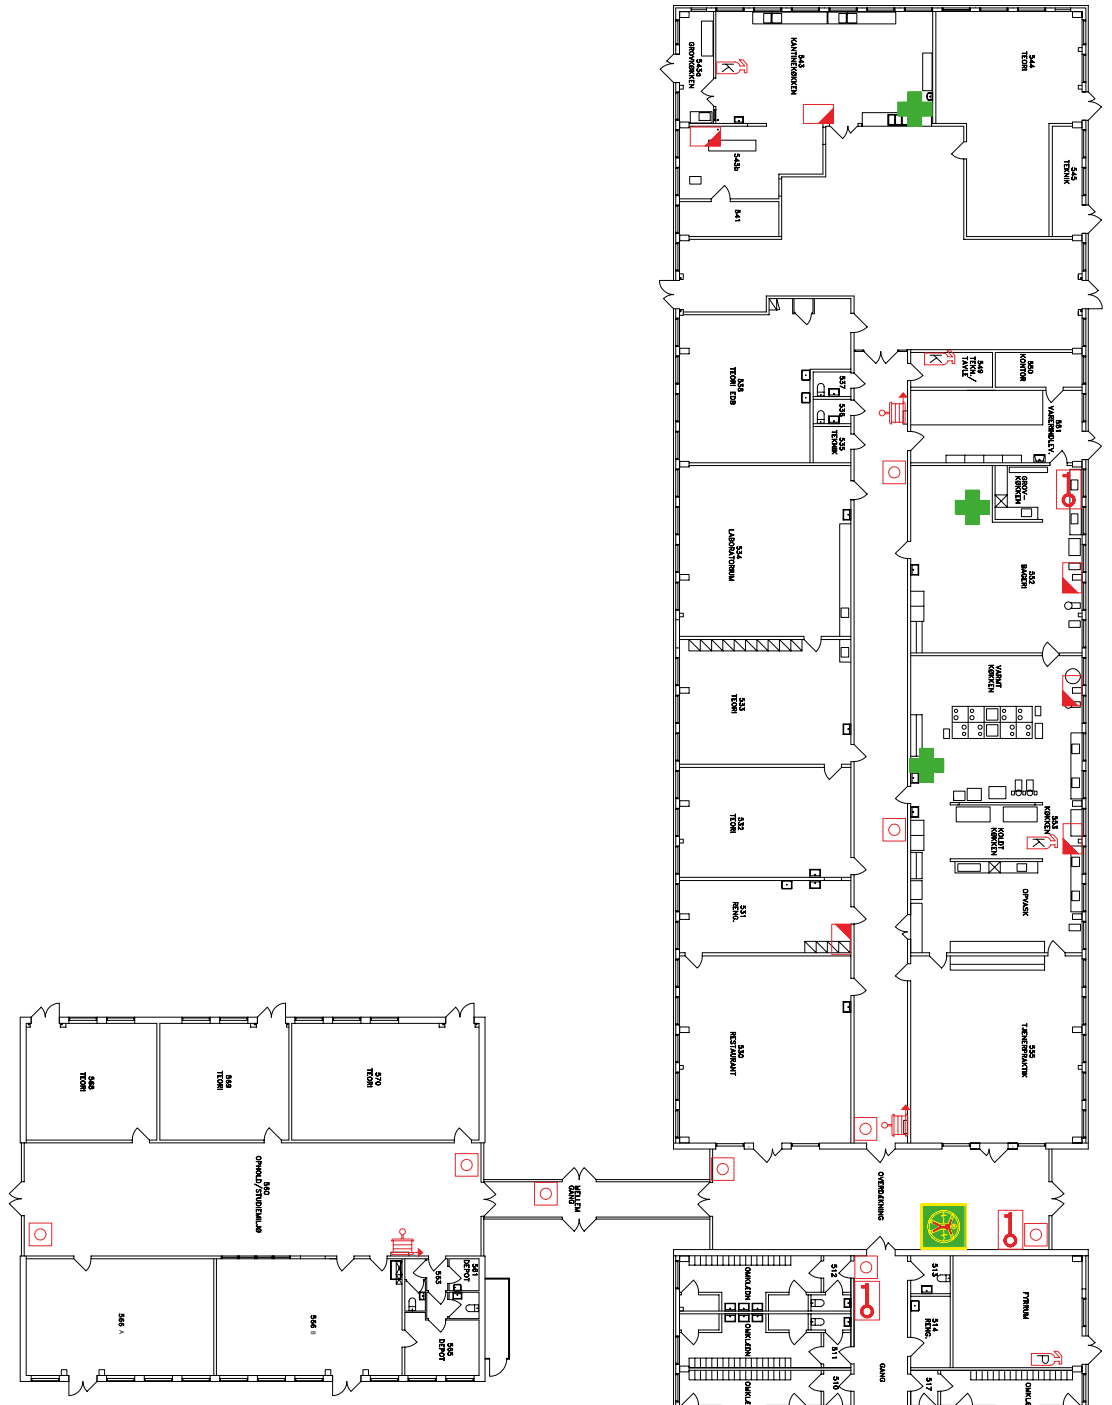 543a
GROVKØKKEN
K
543
KANTINEKØKKEN
544
TEORI
543b
545
TEKNIK
541
538
TEORI EDB
537
536
535
TEKNIK
K
549
TEKN./
TAVLE
550
KONTOR
551
VAREINDLEV.
GROV-
KØKKEN
534
LABORATORIUM
552
BAGERI
533
TEORI
VARMT
KØKKEN
532
TEORI
553
KØKKEN
KOLDT
KØKKEN
K
531
RENG.
OPVASK
530
RESTAURANT
555
TJENERPRAKTIK
568
TEORI
569
TEORI
570
TEORI
560
OPHOLD/STUDIEMILJØ
MELLEM
GANG
OVERDÆKNING
563
561
DEPOT
565
DEPOT
566 A
566 B
OMKLÆDN
512
513
FYRRUM
514
RENG.
OMKLÆDN
511
GANG
P
OMKLÆ
510
517
OMKLÆ